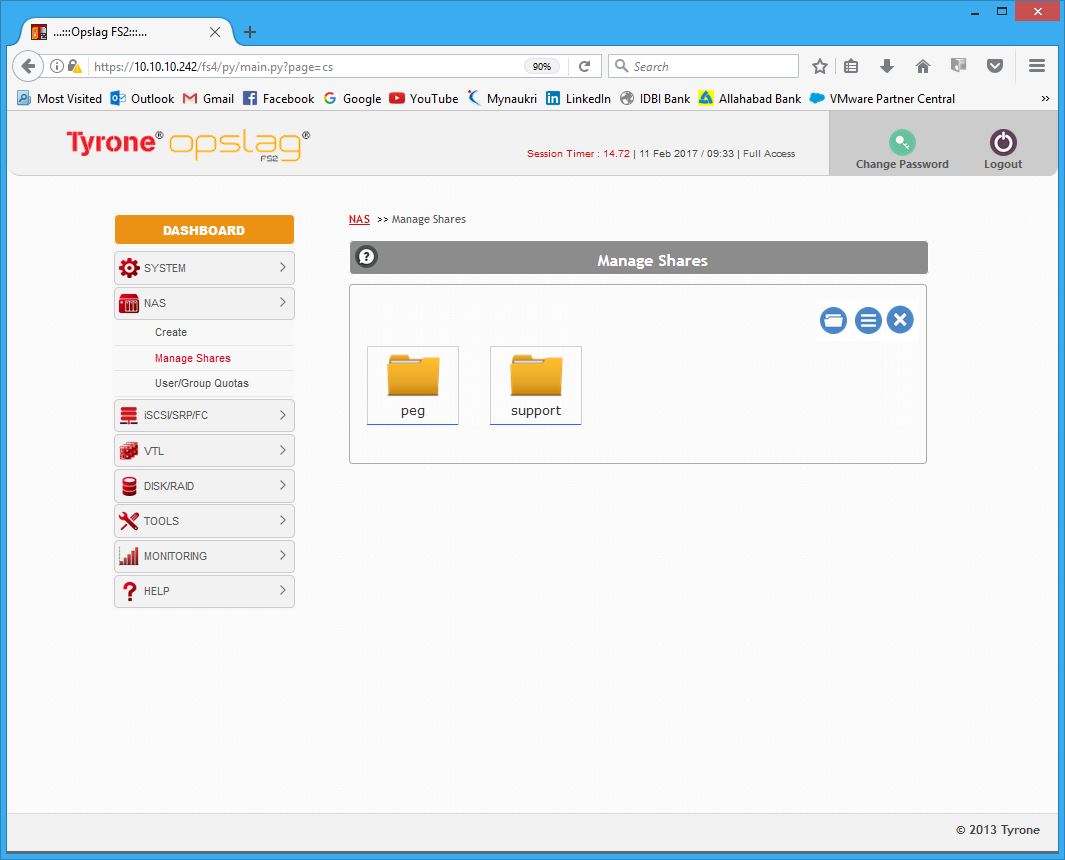 ...:::Opslag FS2:::...
https://10.10.10.242/fs4/py/main.py?page=cs
90%
Search
Most Visited Outlook Gmail Facebook Google YouTube Mynaukri LinkedIn IDBI Bank Allahabad Bank VMware Partner Central
Tyrone® opslag® FS2
Session Timer : 14.72 | 11 Feb 2017 / 09:33 | Full Access
Change Password
Logout
DASHBOARD
SYSTEM
NAS
Create
Manage Shares
User/Group Quotas
iSCSI/SRP/FC
VTL
DISK/RAID
TOOLS
MONITORING
HELP
NAS >> Manage Shares
? Manage Shares
peg
support
© 2013 Tyrone